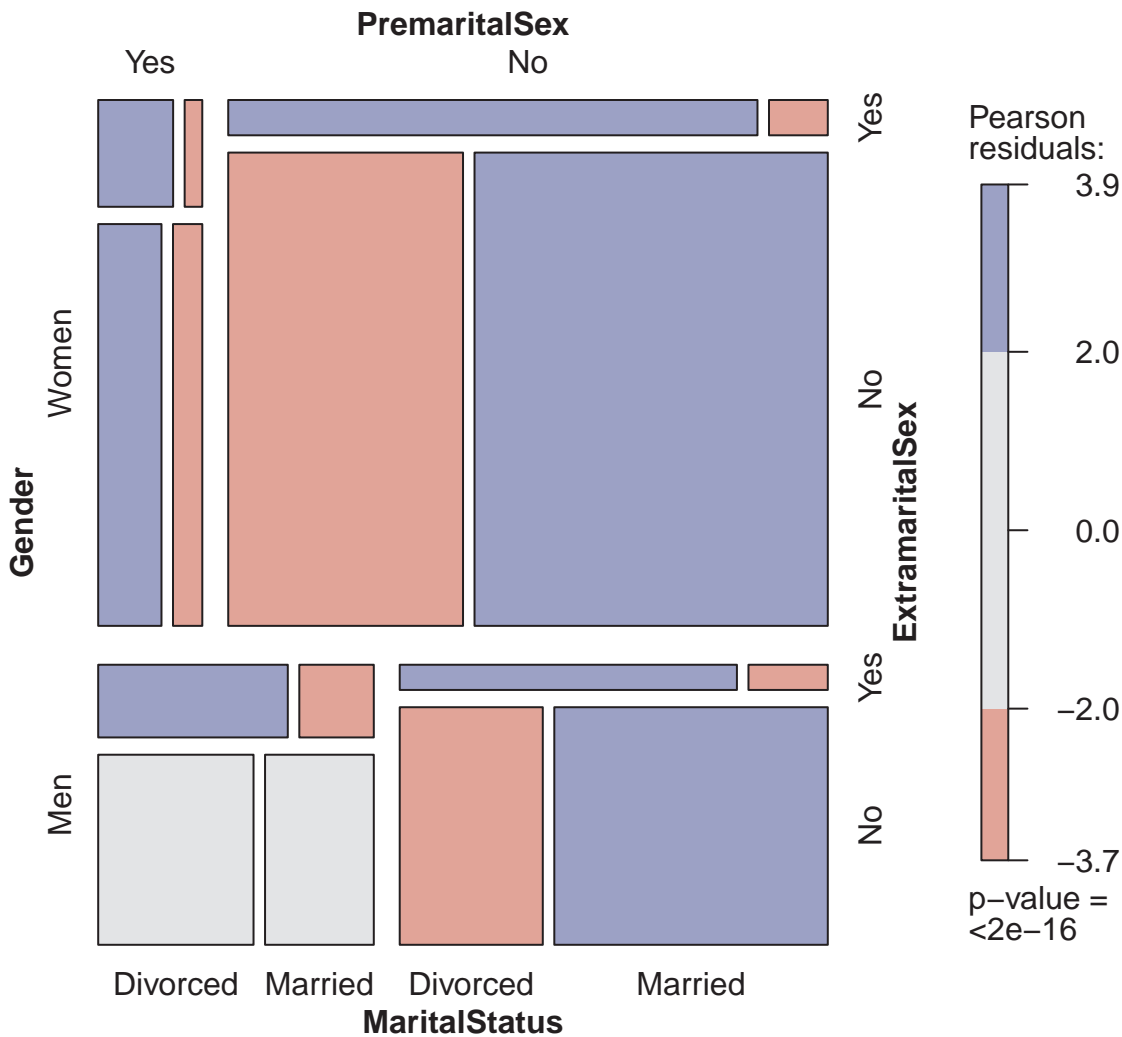 PremaritalSex
Yes No
Yes
No
Women
Men
Gender
Yes
No
ExtramaritalSex
Divorced Married Divorced Married
MaritalStatus
Pearson
residuals:
3.9
2.0
0.0
−2.0
−3.7
p−value =
<2e−16